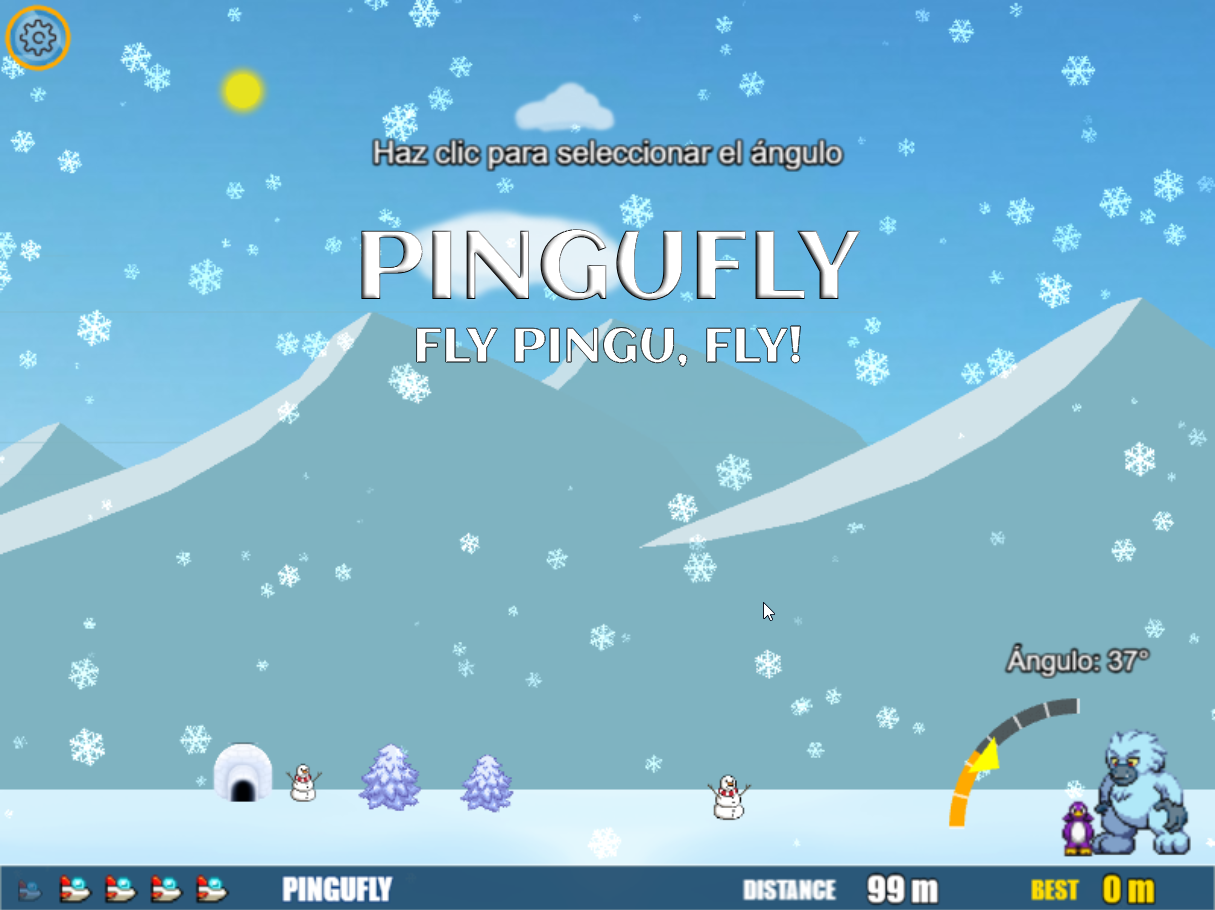 Haz clic para seleccionar el ángulo
PINGUFLY
FLY PINGU, FLY!
Ángulo: 37°
PINGUFLY DISTANCE 99 m BEST 0 m